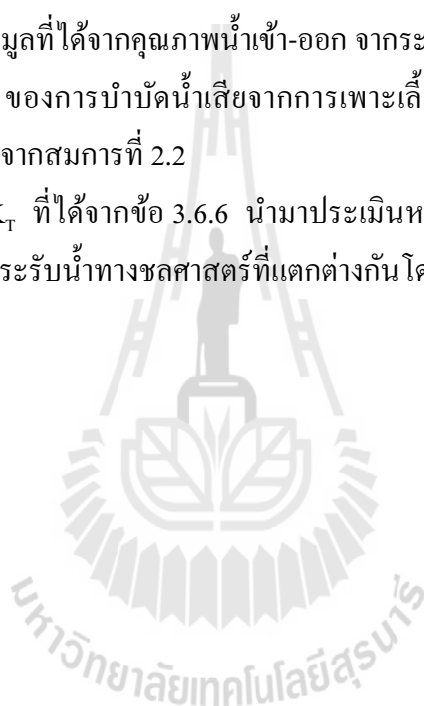 มูลที่ได้จากคุณภาพน้ำเข้า-ออก จากระ
ของการบำบัดน้ำเสียจากการเพาะเลี้
จากสมการที่ 2.2
K_T ที่ได้จากข้อ 3.6.6 นำมาประเมินห
ระรับน้ำทางชลศาสตร์ที่แตกต่างกันโด
มหาวิทยาลัยเทคโนโลยีสุรนารี